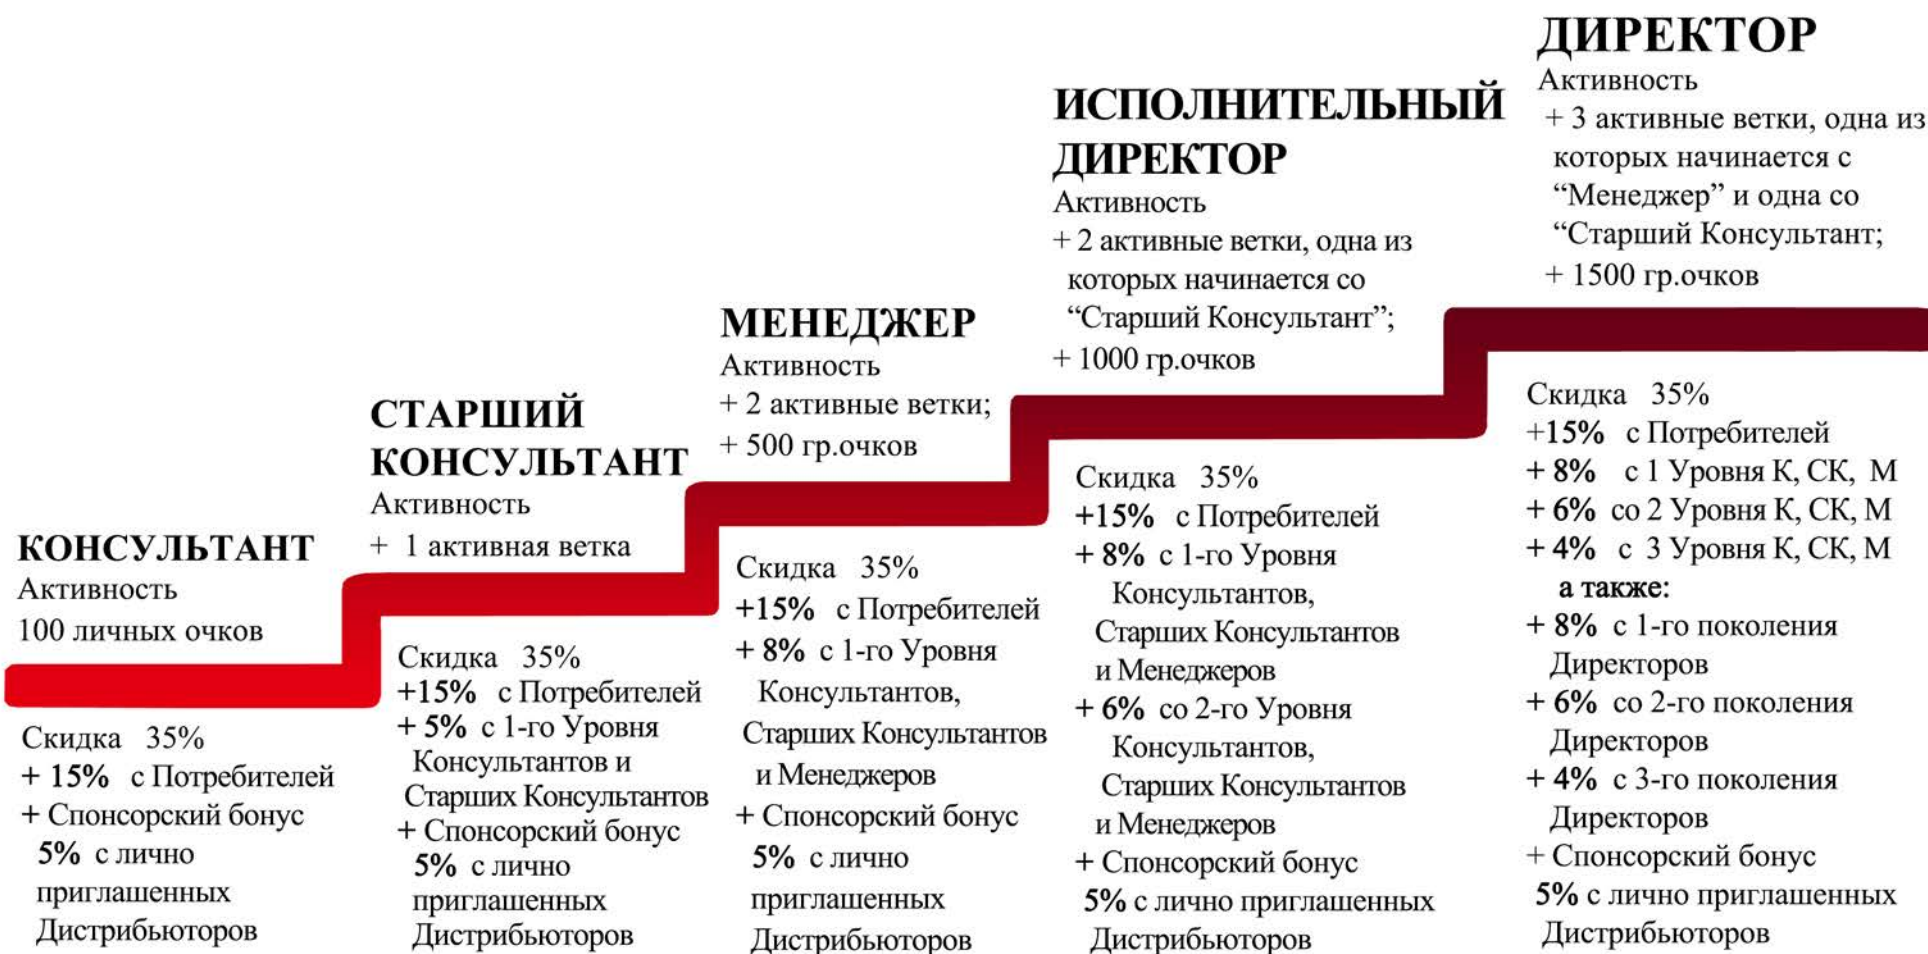 КОНСУЛЬТАНТ
Активность
100 личных очков
Скидка 35%
+ 15% с Потребителей
+ Спонсорский бонус
5% с лично
приглашенных
Дистрибьюторов
СТАРШИЙ
КОНСУЛЬТАНТ
Активность
+ 1 активная ветка
Скидка 35%
+15% с Потребителей
+ 5% с 1-го Уровня
Консультантов и
Старших Консультантов
+ Спонсорский бонус
5% с лично
приглашенных
Дистрибьюторов
МЕНЕДЖЕР
Активность
+ 2 активные ветки;
+ 500 гр.очков
Скидка 35%
+15% с Потребителей
+ 8% с 1-го Уровня
Консультантов,
Старших Консультантов
и Менеджеров
+ Спонсорский бонус
5% с лично
приглашенных
Дистрибьюторов
ИСПОЛНИТЕЛЬНЫЙ
ДИРЕКТОР
Активность
+ 2 активные ветки, одна из
которых начинается со
“Старший Консультант”;
+ 1000 гр.очков
Скидка 35%
+15% с Потребителей
+ 8% с 1-го Уровня
Консультантов,
Старших Консультантов
и Менеджеров
+ 6% со 2-го Уровня
Консультантов,
Старших Консультантов
и Менеджеров
+ Спонсорский бонус
5% с лично приглашенных
Дистрибьюторов
ДИРЕКТОР
Активность
+ 3 активные ветки, одна из
которых начинается с
“Менеджер” и одна со
“Старший Консультант;
+ 1500 гр.очков
Скидка 35%
+15% с Потребителей
+ 8% с 1 Уровня К, СК, М
+ 6% со 2 Уровня К, СК, М
+ 4% с 3 Уровня К, СК, М
а также:
+ 8% с 1-го поколения
Директоров
+ 6% со 2-го поколения
Директоров
+ 4% с 3-го поколения
Директоров
+ Спонсорский бонус
5% с лично приглашенных
Дистрибьюторов